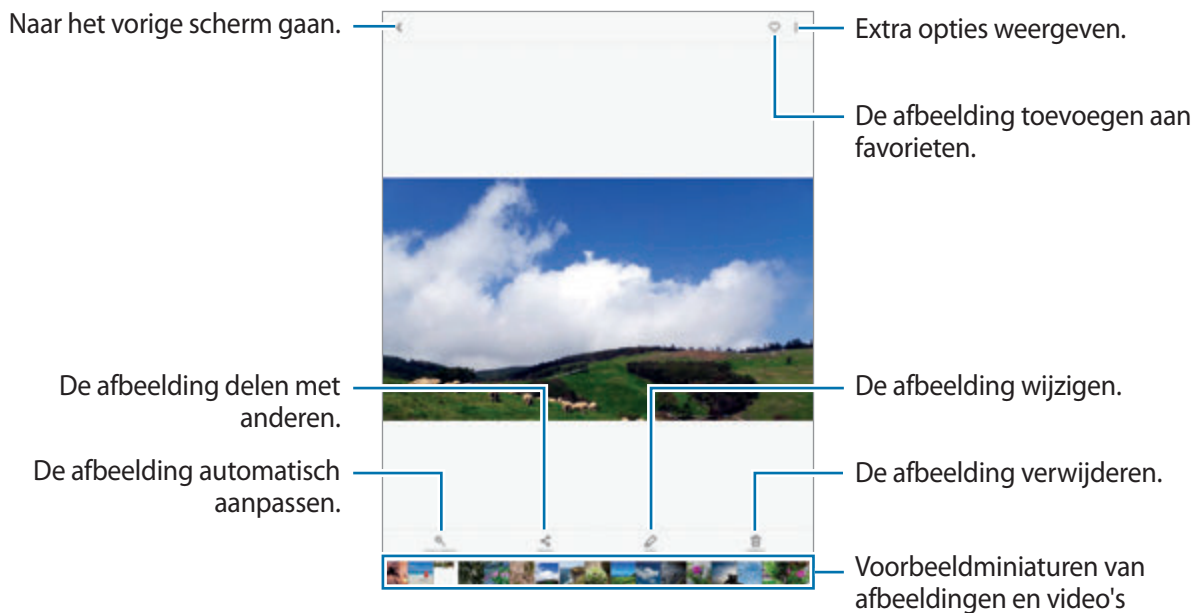 Naar het vorige scherm gaan.
Extra opties weergeven.
De afbeelding toevoegen aan
favorieten.
De afbeelding delen met
anderen.
De afbeelding wijzigen.
De afbeelding automatisch
aanpassen.
De afbeelding verwijderen.
Voorbeeldminiaturen van
afbeeldingen en video's